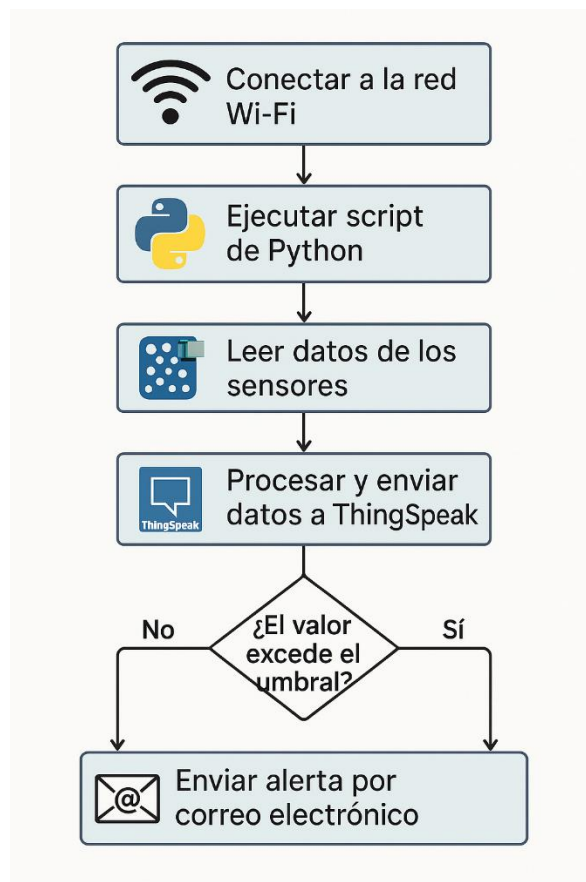 Conectar a la red
Wi-Fi
Ejecutar script
de Python
Leer datos de los
sensores
ThingSpeak
Procesar y enviar
datos a ThingSpeak
¿El valor
excede el
umbral?
No
Sí
@
Enviar alerta por
correo electrónico